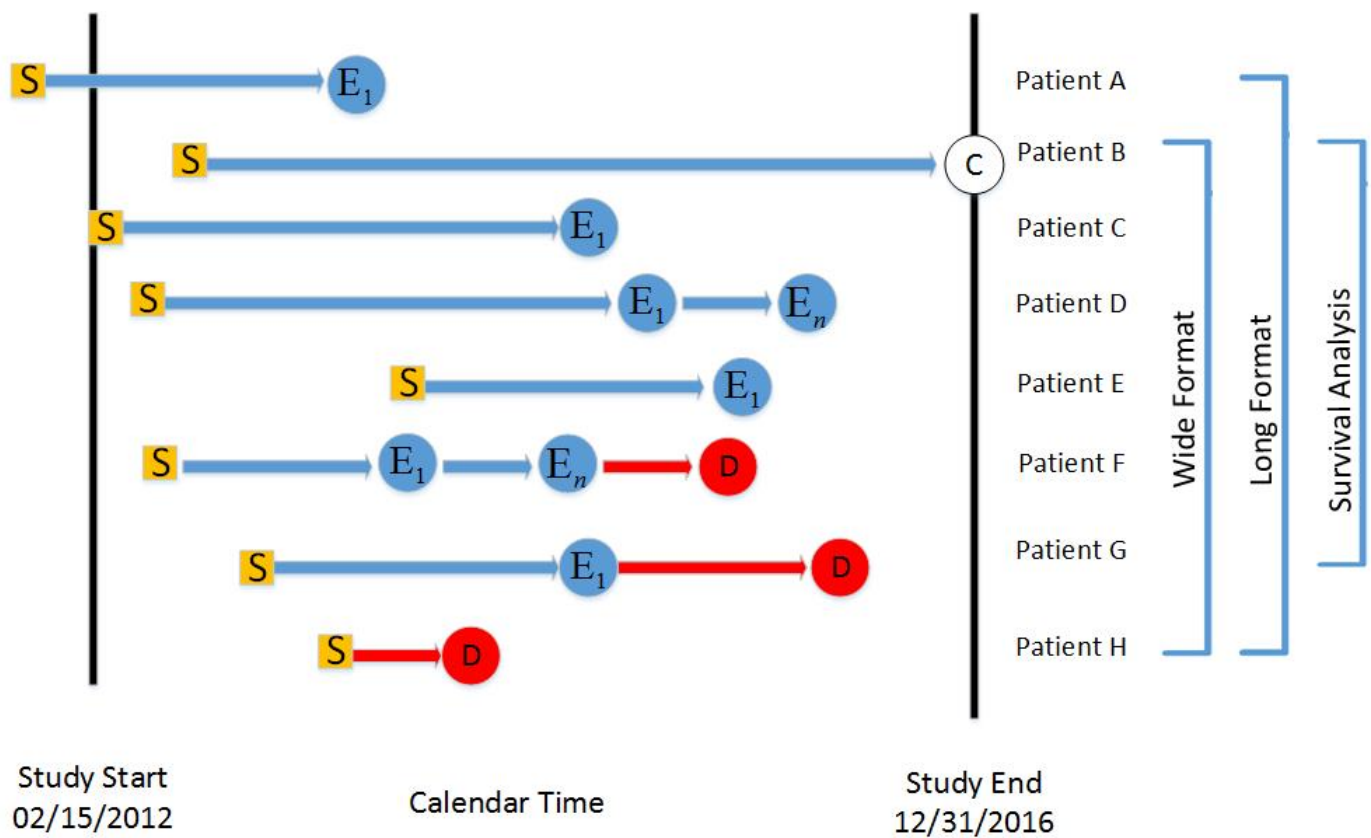 S E1 Patient A
S C Patient B
S E1 Patient C
S E1 En Patient D
S E1 Patient E
S E1 En D Patient F
S E1 D Patient G
S D Patient H
Wide Format
Long Format
Survival Analysis
Study Start
02/15/2012
Calendar Time
Study End
12/31/2016